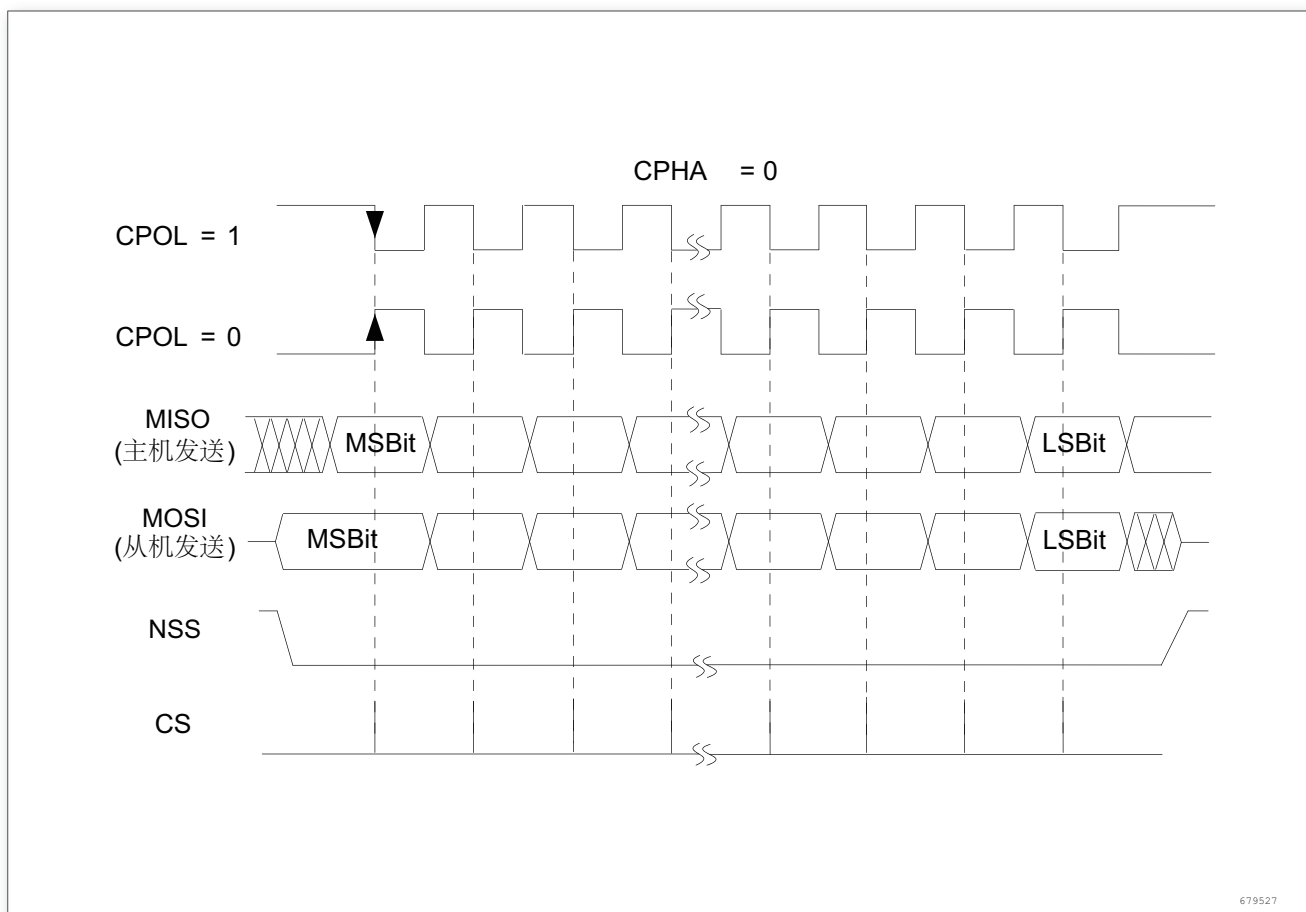 CPHA = 0
CPOL = 1
CPOL = 0
MISO
(主机发送)
MSBit
LSBit
MOSI
(从机发送)
MSBit
LSBit
NSS
CS
679527